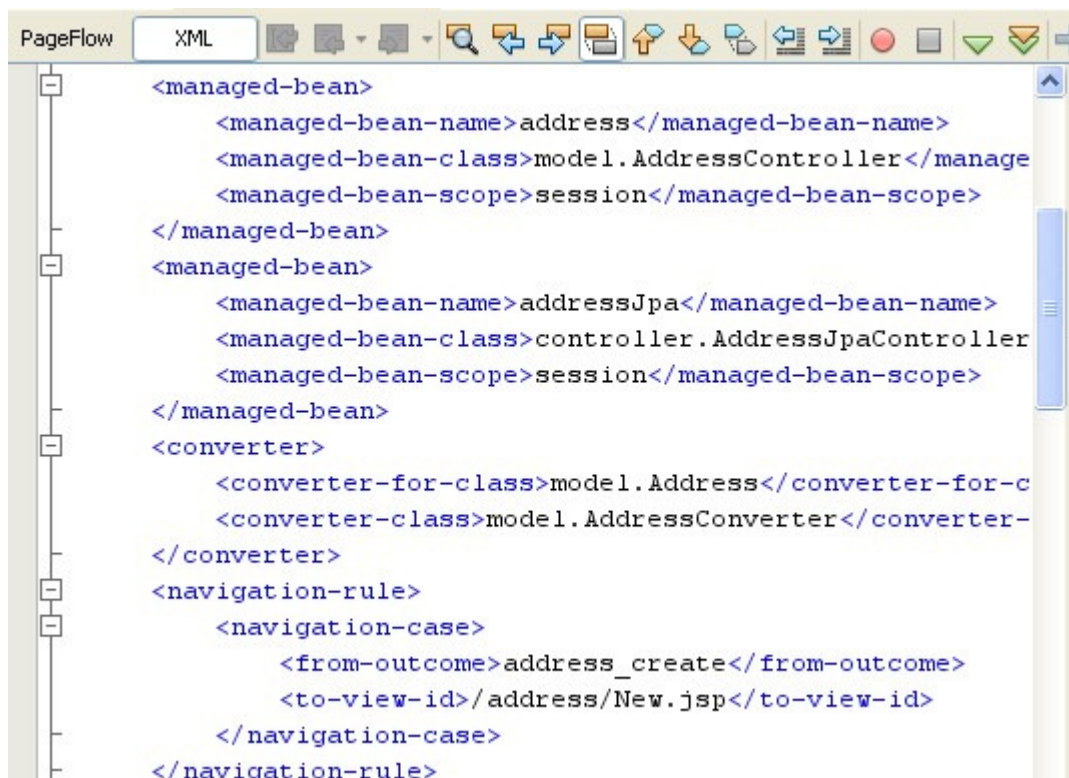 PageFlow XML
<managed-bean>
<managed-bean-name>address</managed-bean-name>
<managed-bean-class>model.AddressController</manage
<managed-bean-scope>session</managed-bean-scope>
</managed-bean>
<managed-bean>
<managed-bean-name>addressJpa</managed-bean-name>
<managed-bean-class>controller.AddressJpaController
<managed-bean-scope>session</managed-bean-scope>
</managed-bean>
<converter>
<converter-for-class>model.Address</converter-for-c
<converter-class>model.AddressConverter</converter-
</converter>
<navigation-rule>
<navigation-case>
<from-outcome>address_create</from-outcome>
<to-view-id>/address/New.jsp</to-view-id>
</navigation-case>
</navigation-rule>